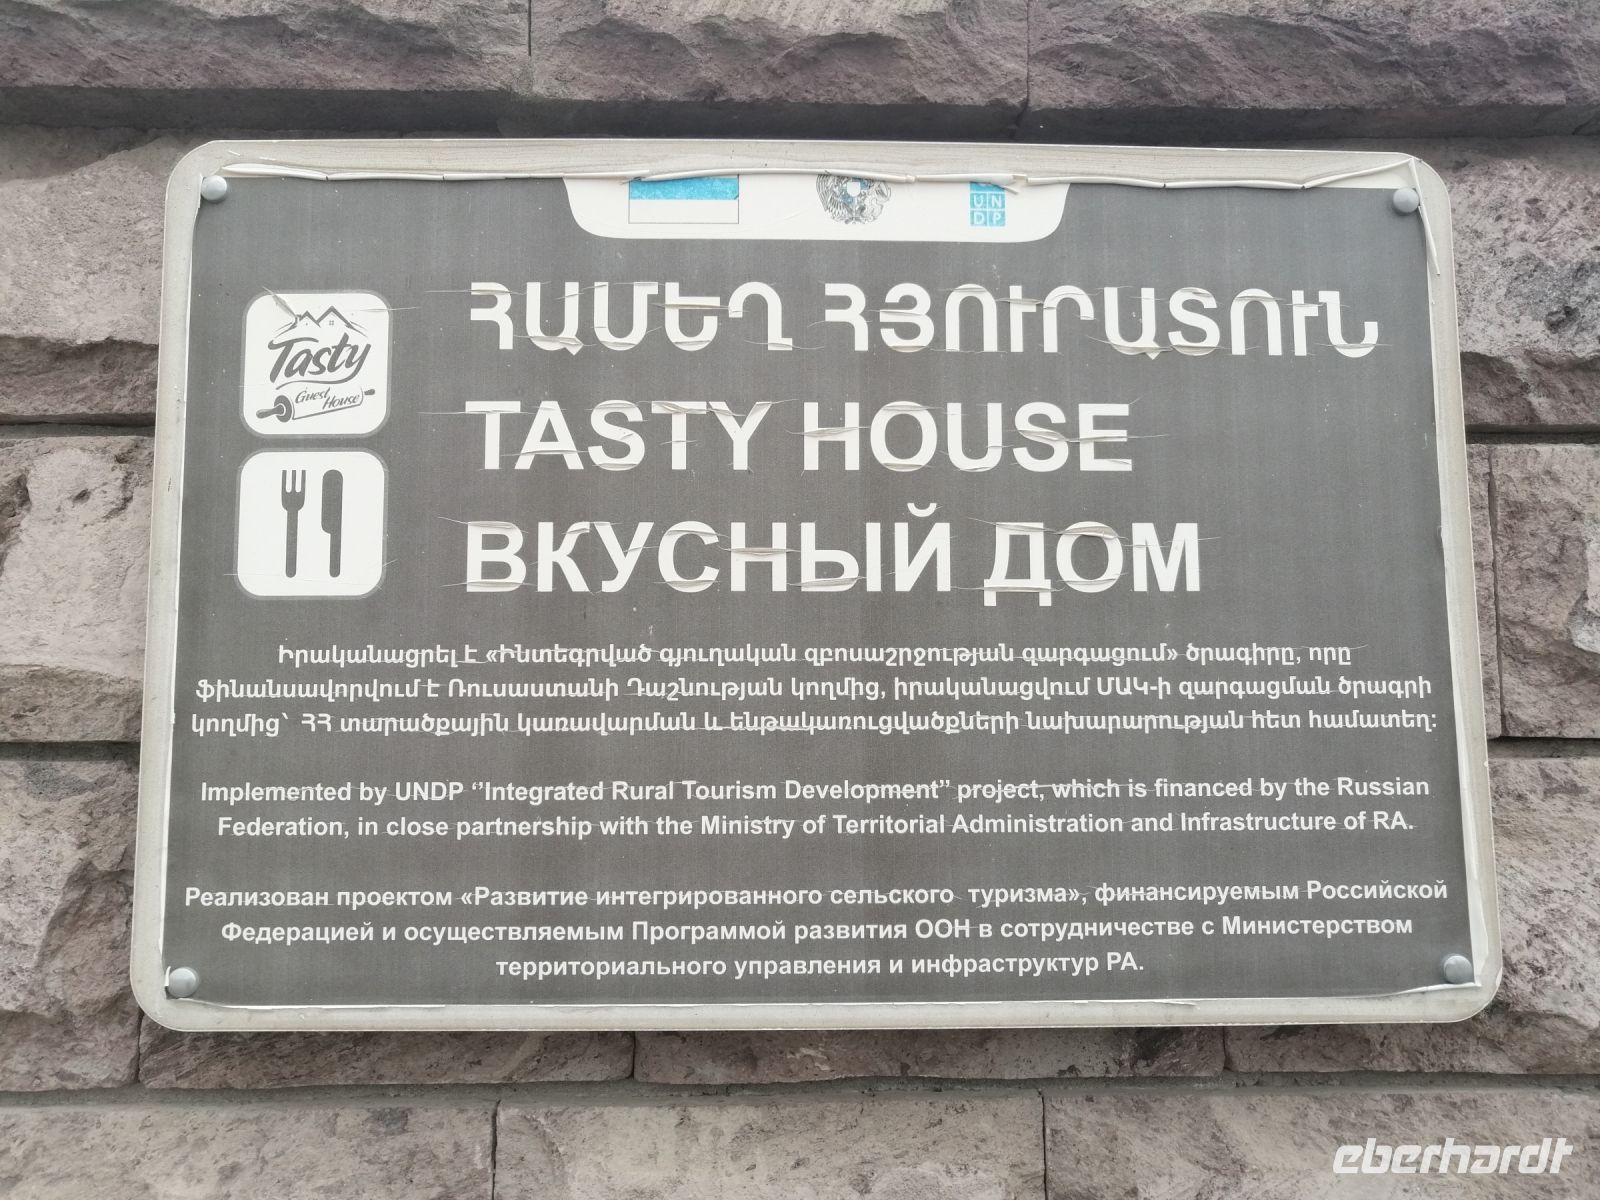 UN
DP
Tasty
Guest
House
ՀԱՄԵՂ ՀՅՈՒՐԱՏՈՒՆ
TASTY HOUSE
ВКУСНЫЙ ДОМ
Իրականացրել է «Ինտեգրված գյուղական զբոսաշրջության զարգացում» ծրագիրը, որը
ֆինանսավորվում է Ռուսաստանի Դաշնության կողմից, իրականացվում ՄԱԿ-ի զարգացման ծրագրի
կողմից՝ ՀՀ տարածքային կառավարման և ենթակառուցվածքների նախարարության հետ համատեղ:
Implemented by UNDP ‘’Integrated Rural Tourism Development’’ project, which is financed by the Russian
Federation, in close partnership with the Ministry of Territorial Administration and Infrastructure of RA.
Реализован проектом «Развитие интегрированного сельского туризма», финансируемым Российской
Федерацией и осуществляемым Программой развития ООН в сотрудничестве с Министерством
территориального управления и инфраструктур РА.
eberhardt